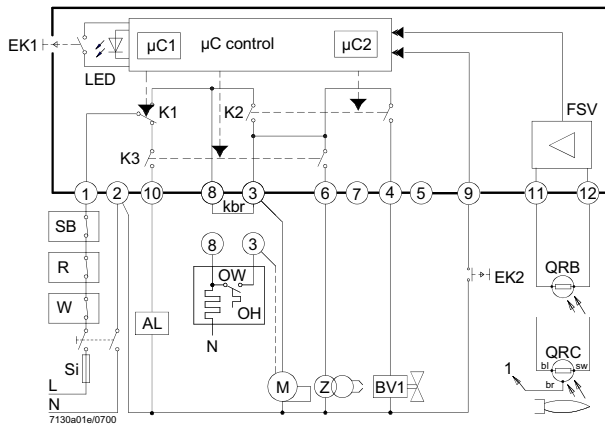 EK1
LED
µC1
µC control
µC2
K1
K2
K3
FSV
1
2
10
8
3
6
7
4
5
9
11
12
kbr
SB
R
W
Si
L
N
7130a01e/0700
AL
8
3
OW
OH
N
M
Z
BV1
EK2
QRB
QRC
bl
sw
br
1